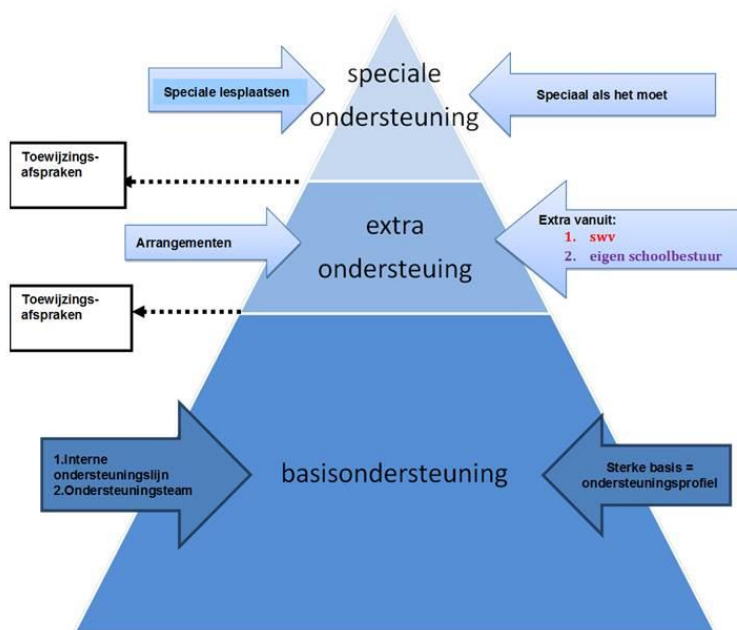 speciale
ondersteuning
Speciale lesplaatsen
Speciaal als het moet
Toewijzings-
afspraken
extra
ondersteuing
Arrangementen
Extra vanuit:
1. swv
2. eigen schoolbestuur
Toewijzings-
afspraken
basisondersteuning
1.Interne
ondersteuningslijn
2.Ondersteuningsteam
Sterke basis =
ondersteuningsprofiel